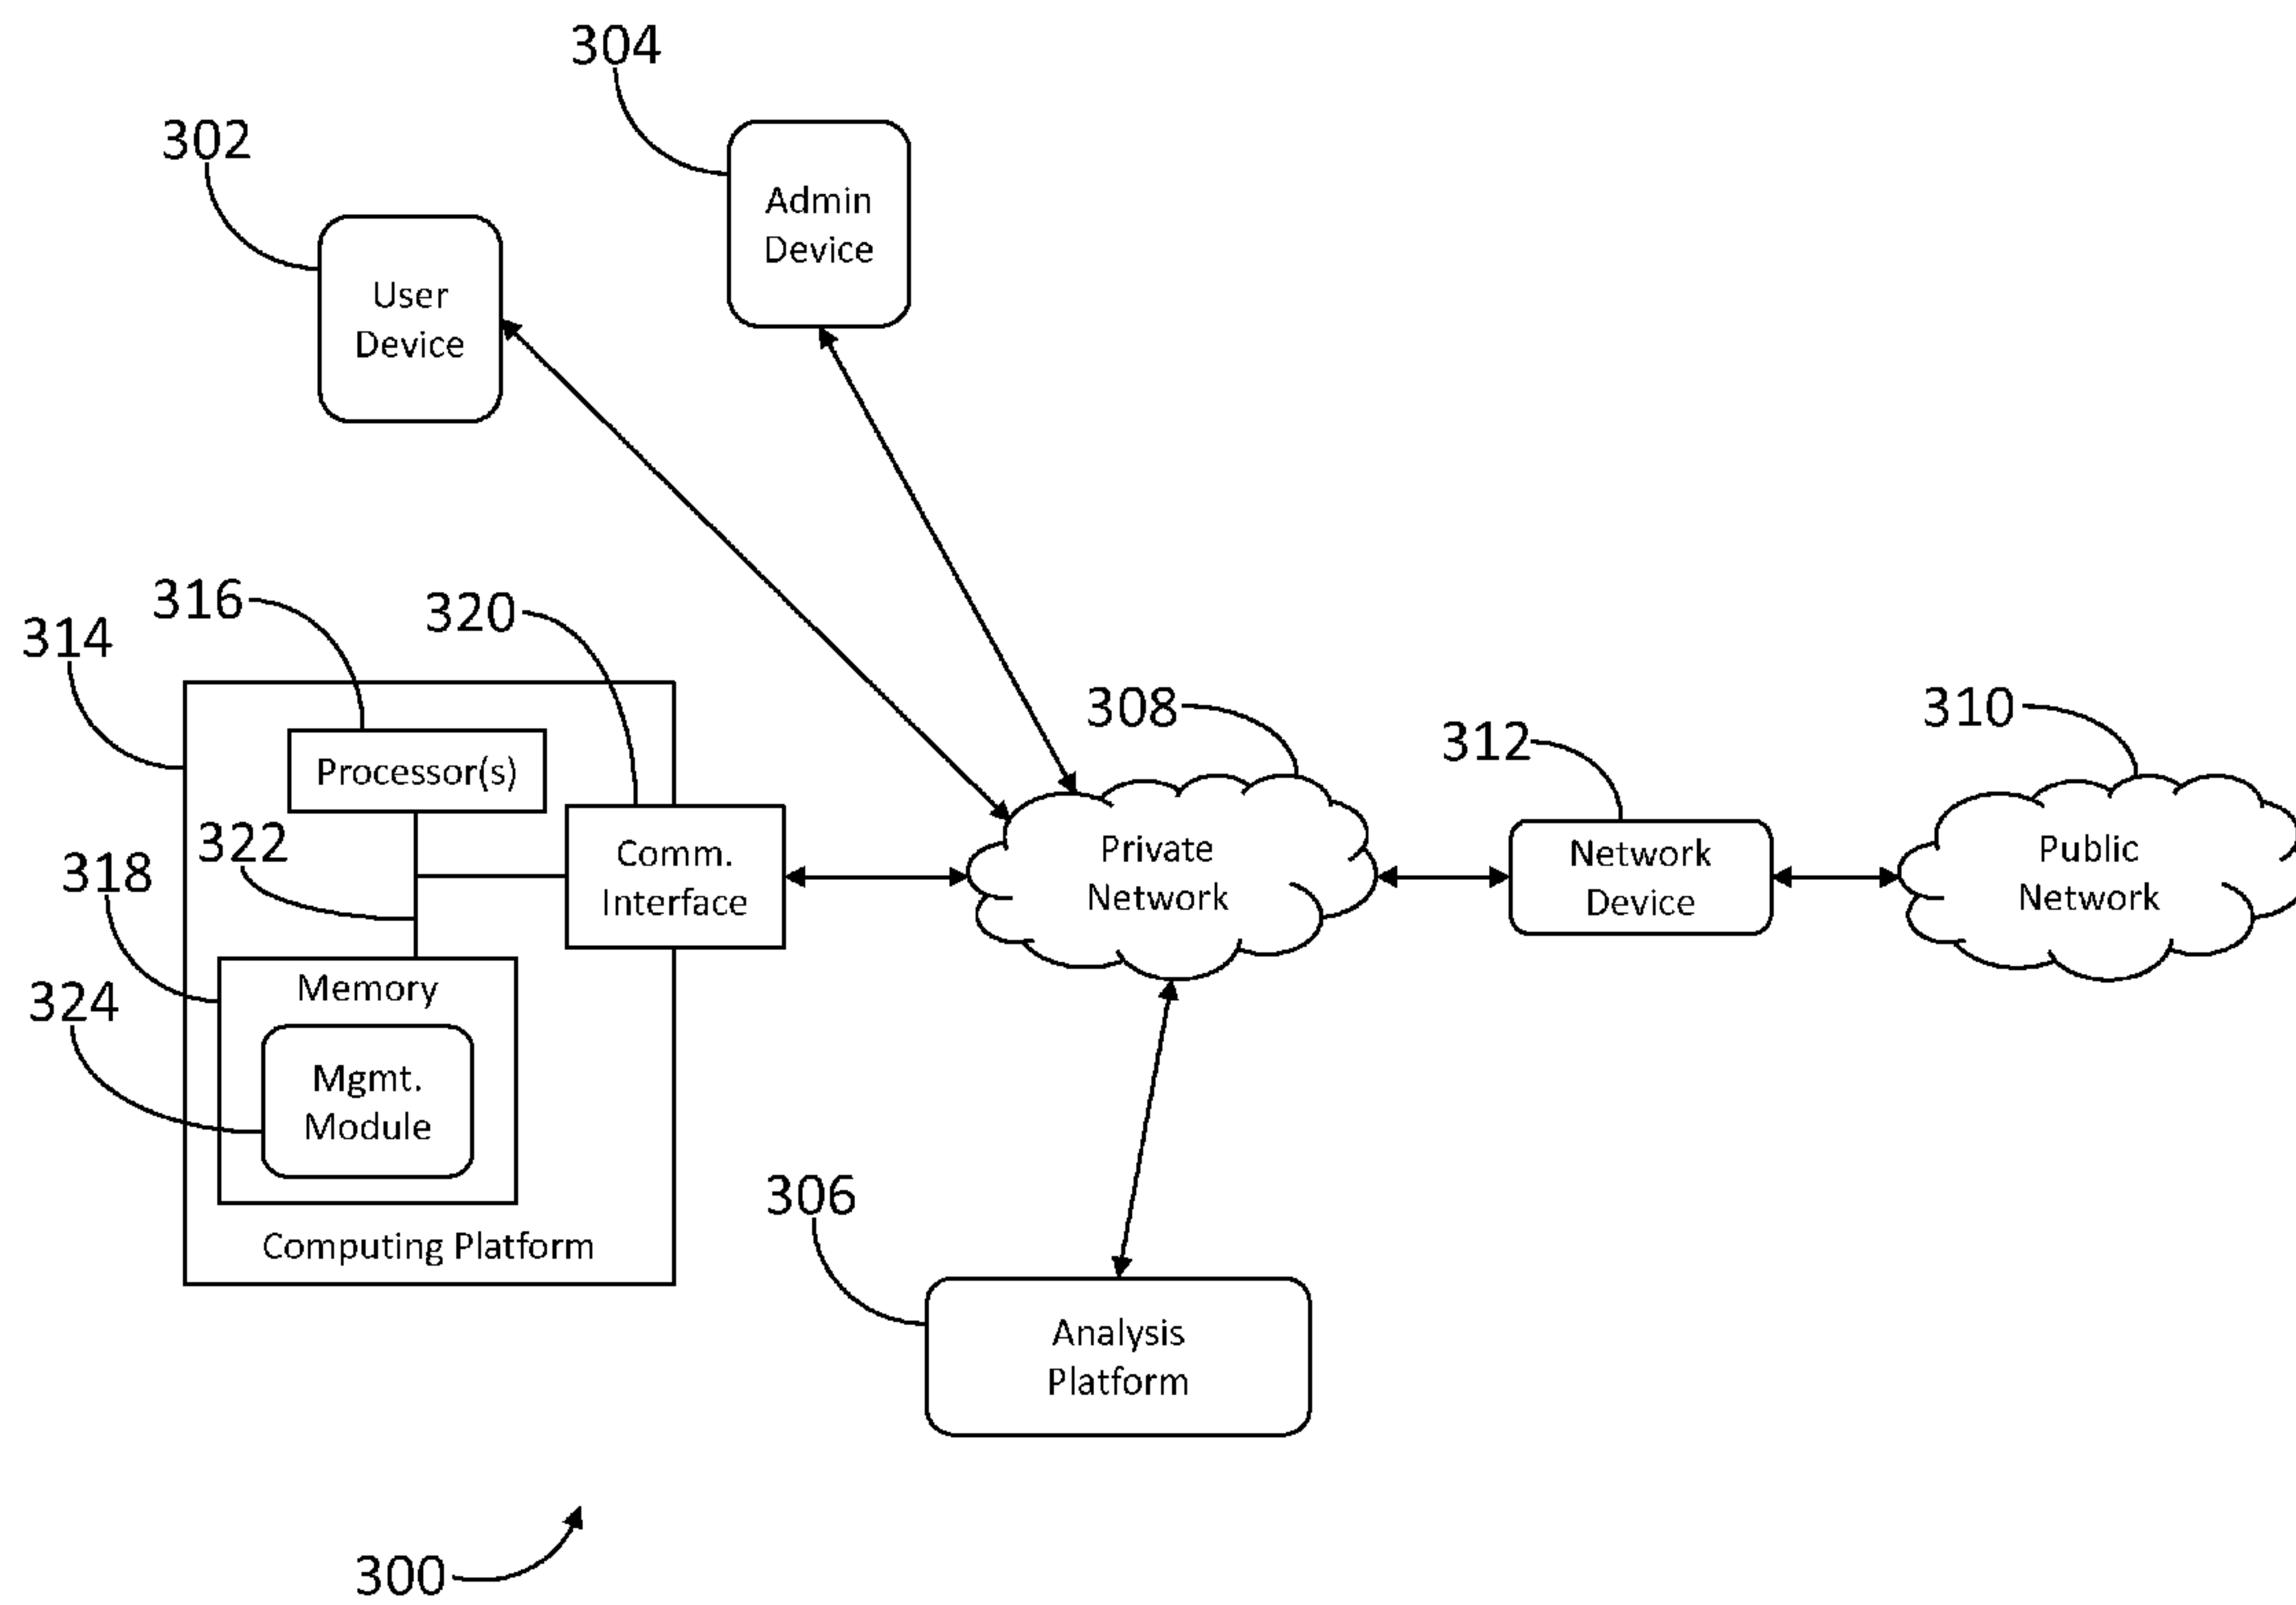 304
302
Admin
Device
User
Device
316
320
314
308
310
312
Processor(s)
322
318
Comm.
Interface
Private
Network
Network
Device
Public
Network
Memory
324
Mgmt.
Module
306
Computing Platform
Analysis
Platform
300